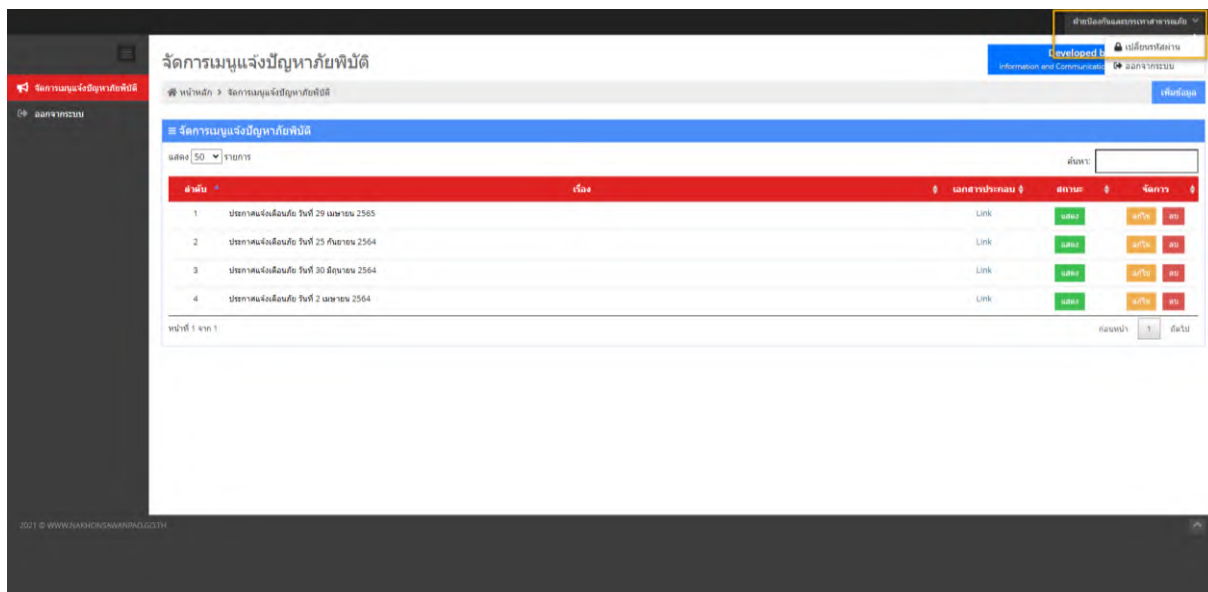 ฝ่ายป้องกันและบรรเทาสาธารณภัย
เปลี่ยนรหัสผ่าน
ออกจากระบบ
จัดการเมนูแจ้งปัญหาภัยพิบัติ
Developed b
Information and Communicatio
จัดการเมนูแจ้งปัญหาภัยพิบัติ
ออกจากระบบ
หน้าหลัก > จัดการเมนูแจ้งปัญหาภัยพิบัติ
เพิ่มข้อมูล
จัดการเมนูแจ้งปัญหาภัยพิบัติ
แสดง 50 รายการ
ค้นหา:
ลำดับ เรื่อง เอกสารประกอบ สถานะ จัดการ
1 ประกาศแจ้งเตือนภัย วันที่ 29 เมษายน 2565 Link แสดง แก้ไข ลบ
2 ประกาศแจ้งเตือนภัย วันที่ 25 กันยายน 2564 Link แสดง แก้ไข ลบ
3 ประกาศแจ้งเตือนภัย วันที่ 30 มิถุนายน 2564 Link แสดง แก้ไข ลบ
4 ประกาศแจ้งเตือนภัย วันที่ 2 เมษายน 2564 Link แสดง แก้ไข ลบ
หน้าที่ 1 จาก 1
ก่อนหน้า 1 ถัดไป
2021 © WWW.NAKHONSAWANPAO.GO.TH